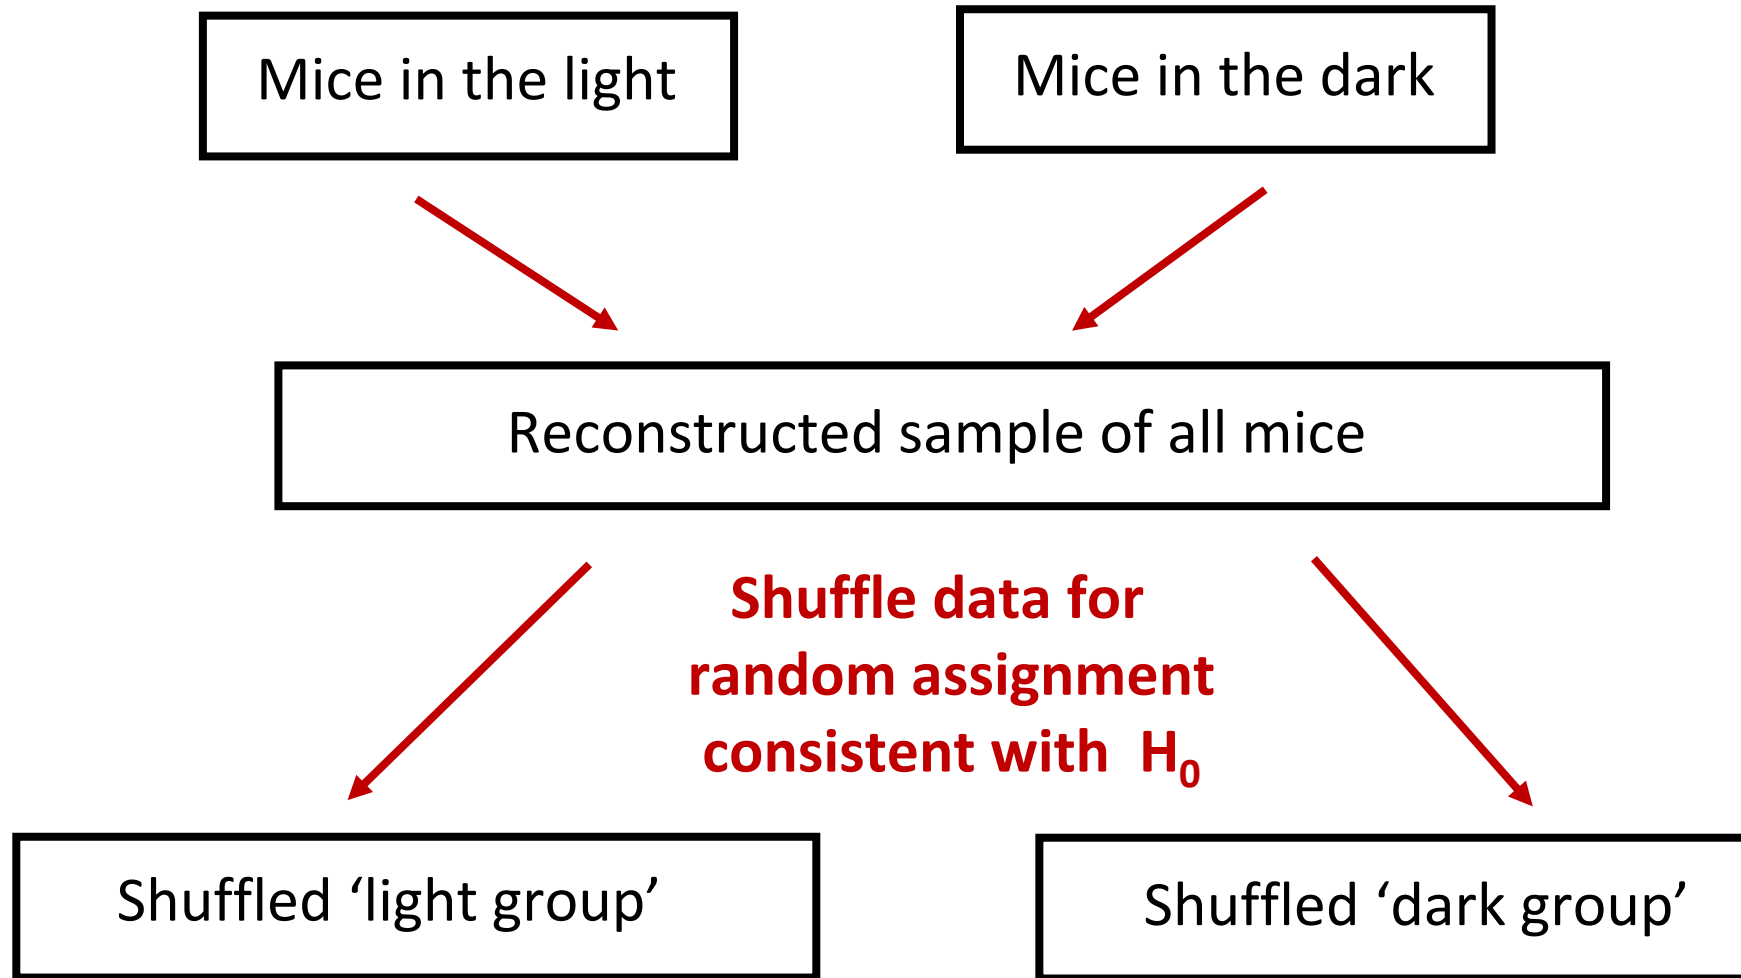 Mice in the light
Mice in the dark
Reconstructed sample of all mice
Shuffle data for
random assignment
consistent with H₀
Shuffled ‘light group’
Shuffled ‘dark group’